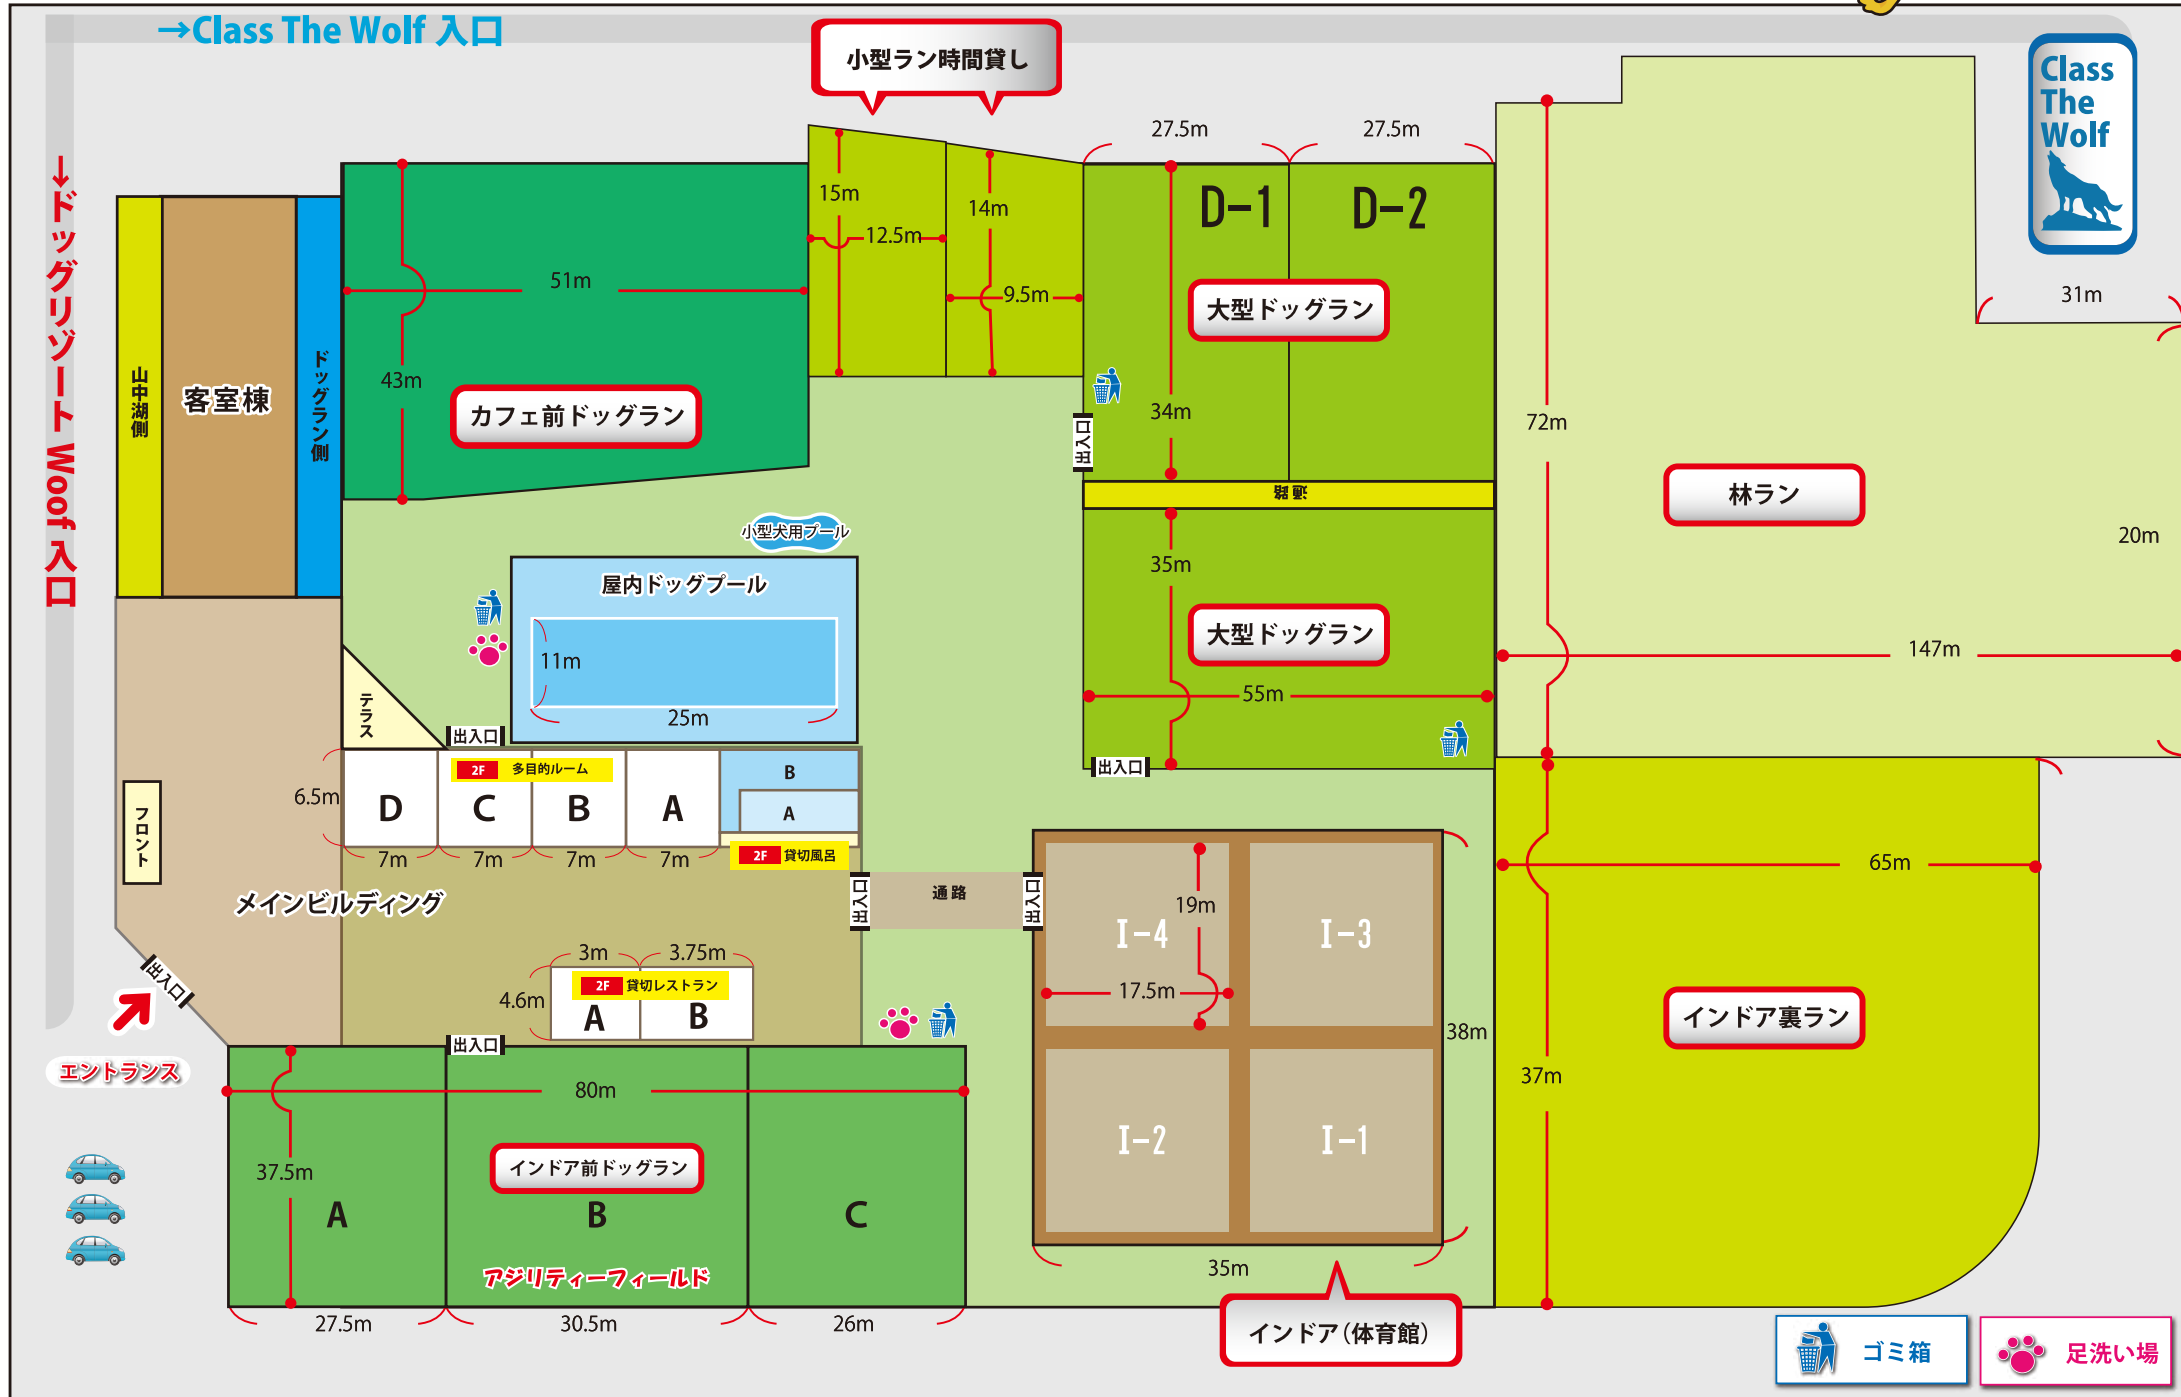 →Class The Wolf 入口
小型ラン時間貸し
Class
The
Wolf
→ドッグリゾート Woof 入口
27.5m
27.5m
15m
12.5m
14m
9.5m
D-1
D-2
大型ドッグラン
34m
31m
51m
43m
カフェ前ドッグラン
山中湖側
客室棟
ドッグラン側
出入口
72m
林ラン
20m
147m
通路
35m
大型ドッグラン
55m
出入口
小型犬用プール
屋内ドッグプール
11m
25m
テラス
出入口
2F 多目的ルーム
D
C
B
A
B
A
6.5m
7m
7m
7m
7m
2F 貸切風呂
フロント
メインビルディング
出入口
通路
出入口
3m
3.75m
2F 貸切レストラン
4.6m
A
B
出入口
エントランス
出入口
I-4
I-3
I-2
I-1
19m
17.5m
38m
35m
インドア(体育館)
65m
インドア裏ラン
37m
80m
37.5m
インドア前ドッグラン
A
B
C
アジリティーフィールド
27.5m
30.5m
26m
ゴミ箱
足洗い場